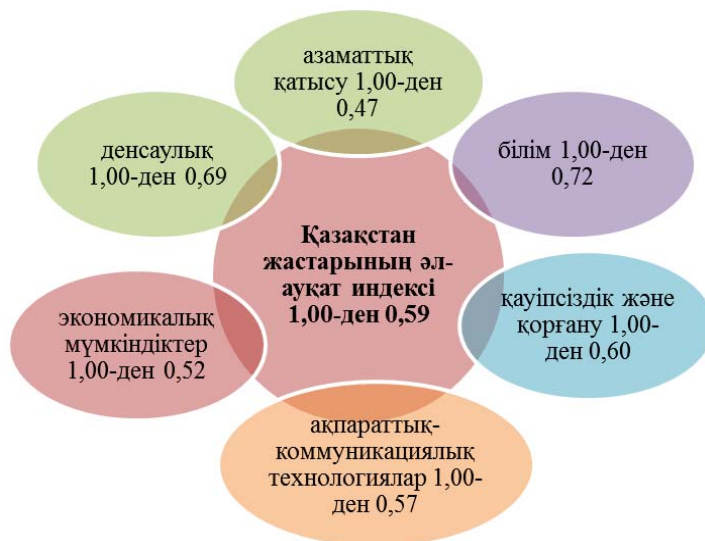 азаматтық
қатысу 1,00-ден
0,47
денсаулық
1,00-ден 0,69
білім 1,00-ден
0,72
Қазақстан
жастарының әл-
ауқат индексі
1,00-ден 0,59
қауіпсіздік және
қорғану 1,00-
ден 0,60
экономикалық
мүмкіндіктер
1,00-ден 0,52
ақпараттық-
коммуникациялық
технологиялар 1,00-
ден 0,57